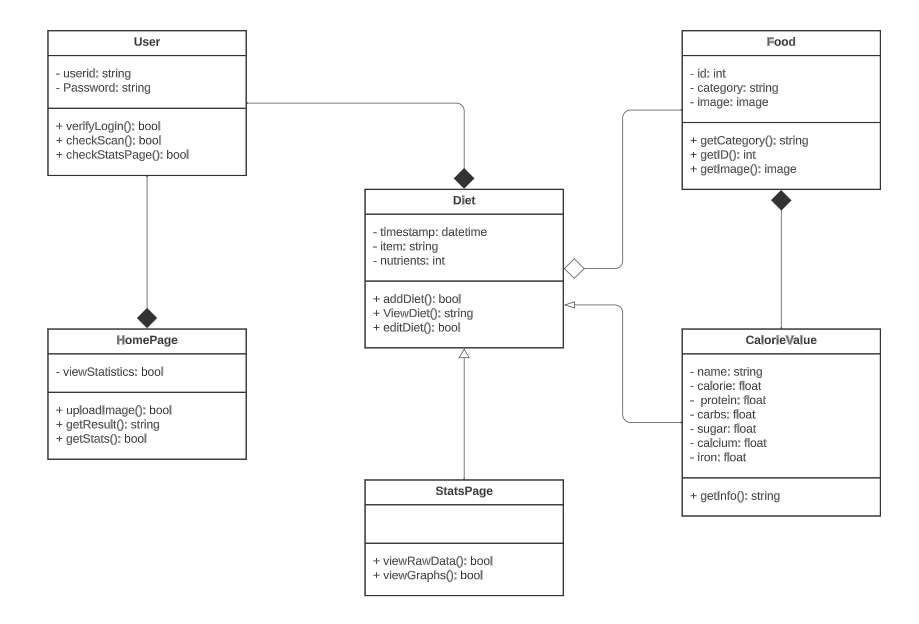 User
- userid: string
- Password: string
+ verifyLogin(): bool
+ checkScan(): bool
+ checkStatsPage(): bool
Food
- id: int
- category: string
- image: image
+ getCategory(): string
+ getID(): int
+ getImage(): image
Diet
- timestamp: datetime
- item: string
- nutrients: int
+ addDiet(): bool
+ ViewDiet(): string
+ editDiet(): bool
HomePage
- viewStatistics: bool
+ uploadImage(): bool
+ getResult(): string
+ getStats(): bool
CalorieValue
- name: string
- calorie: float
- protein: float
- carbs: float
- sugar: float
- calcium: float
- iron: float
+ getInfo(): string
StatsPage
+ viewRawData(): bool
+ viewGraphs(): bool